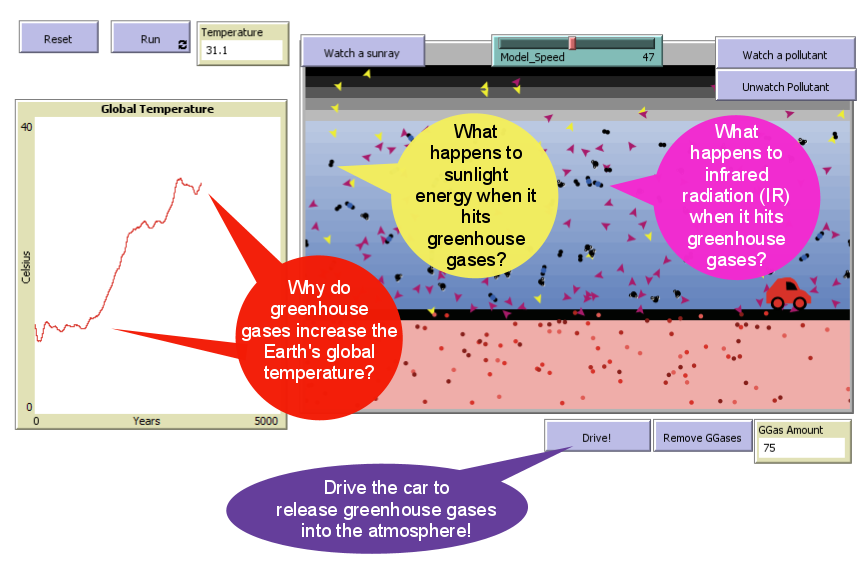 Reset
Run
Temperature
31.1
Watch a sunray
Model_Speed 47
Watch a pollutant
Unwatch Pollutant
Global Temperature
40
Celsius
0
0 Years 5000
What
happens to
sunlight
energy when it
hits
greenhouse
gases?
What
happens to
infrared
radiation (IR)
when it hits
greenhouse
gases?
Why do
greenhouse
gases increase the
Earth's global
temperature?
Drive!
Remove GGases
GGas Amount
75
Drive the car to
release greenhouse gases
into the atmosphere!